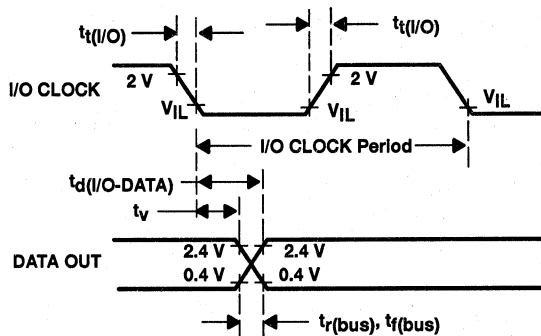 tt(I/O)
tt(I/O)
I/O CLOCK
2 V
2 V
VIL
VIL
VIL
I/O CLOCK Period
td(I/O-DATA)
tv
DATA OUT
2.4 V
2.4 V
0.4 V
0.4 V
tr(bus), tf(bus)